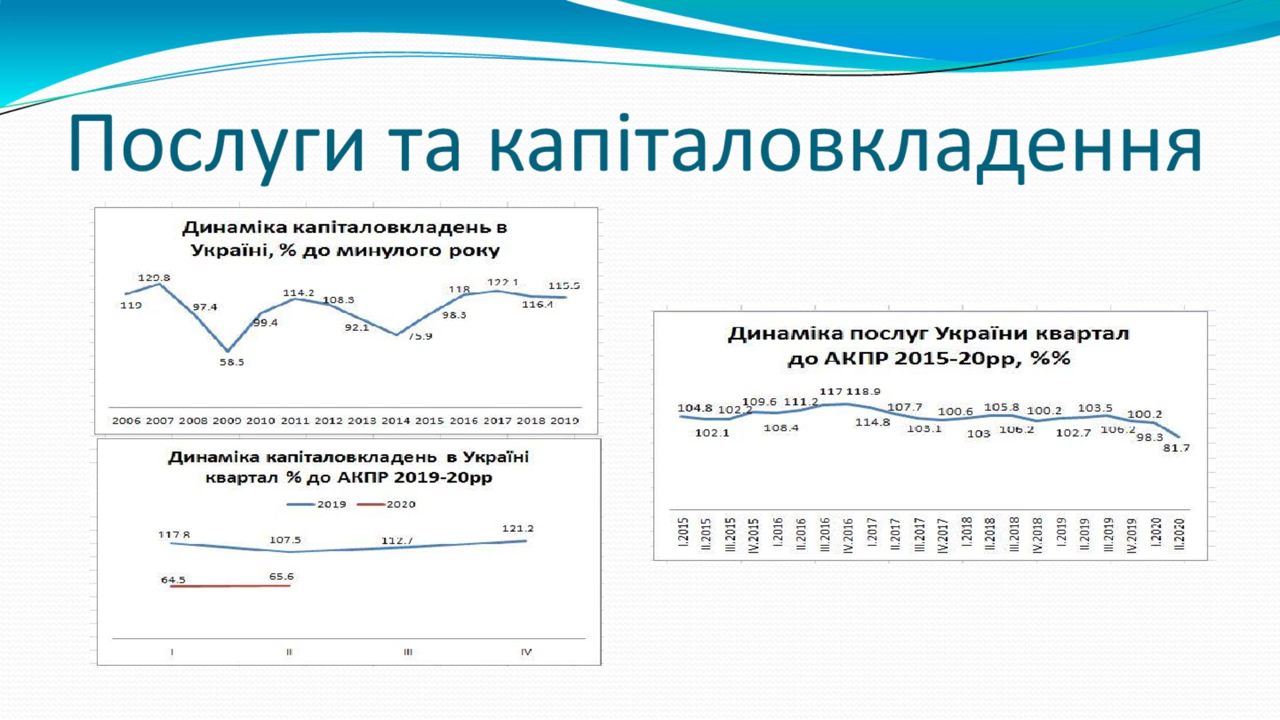 Послуги та капіталовкладення
Динаміка капіталовкладень в
Україні, % до минулого року
119
129.8
97.4
58.5
99.4
114.2
108.3
92.1
75.9
98.3
118
122.1
116.4
115.5
2006 2007 2008 2009 2010 2011 2012 2013 2014 2015 2016 2017 2018 2019
Динаміка капіталовкладень в Україні
квартал % до АКПР 2019-20рр
2019 2020
117.8
107.5
112.7
121.2
64.5
65.6
I II III IV
Динаміка послуг України квартал
до АКПР 2015-20рр, %%
104.8
102.1
102.2
109.6
108.4
111.2
117
118.9
114.8
107.7
103.1
100.6
103
105.8
106.2
100.2
102.7
103.5
106.2
100.2
98.3
81.7
I.2015
II.2015
III.2015
IV.2015
I.2016
II.2016
III.2016
IV.2016
I.2017
II.2017
III.2017
IV.2017
I.2018
II.2018
III.2018
IV.2018
I.2019
II.2019
III.2019
IV.2019
I.2020
II.2020